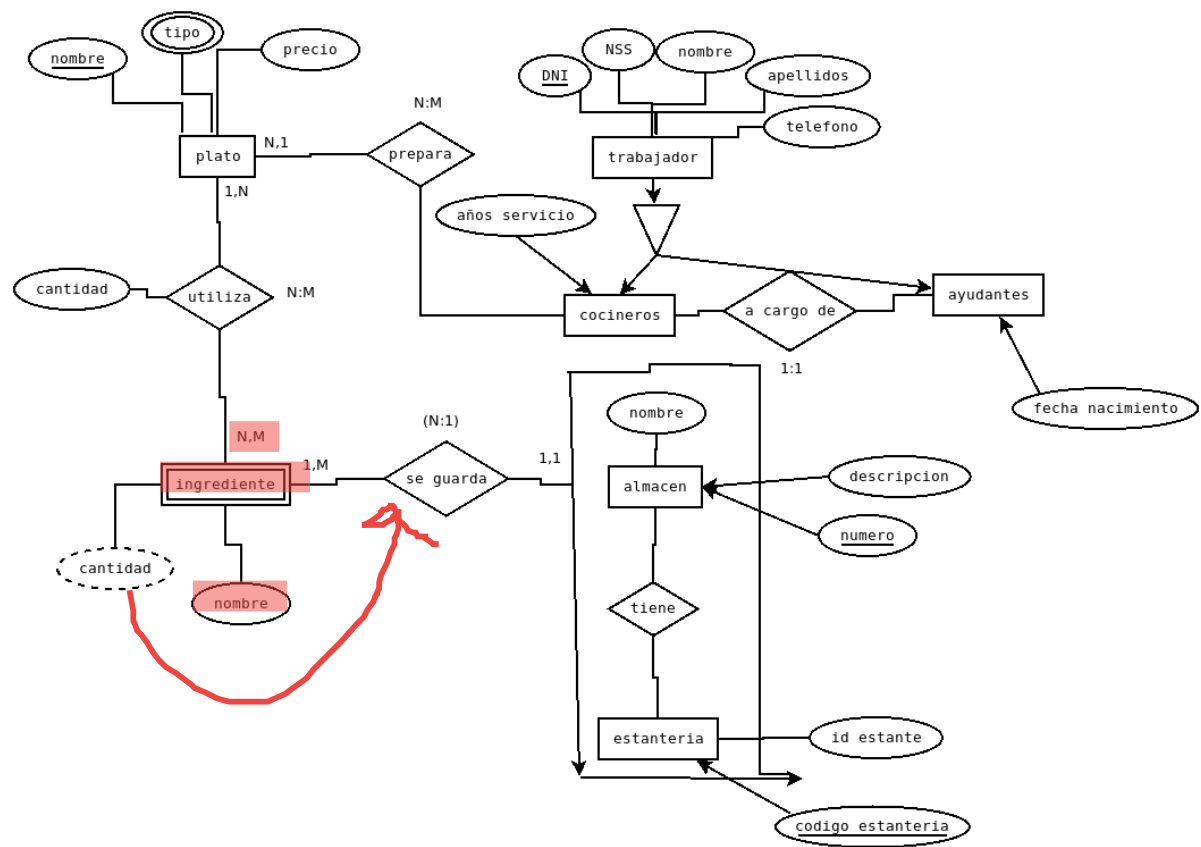 tipo
nombre
precio
NSS
nombre
DNI
apellidos
N:M
telefono
N,1
plato
prepara
trabajador
1,N
años servicio
cantidad
utiliza
N:M
ayudantes
cocineros
a cargo de
1:1
fecha nacimiento
nombre
(N:1)
N,M
1,M
1,1
ingrediente
se guarda
almacen
descripcion
numero
cantidad
nombre
tiene
estanteria
id estante
codigo estanteria